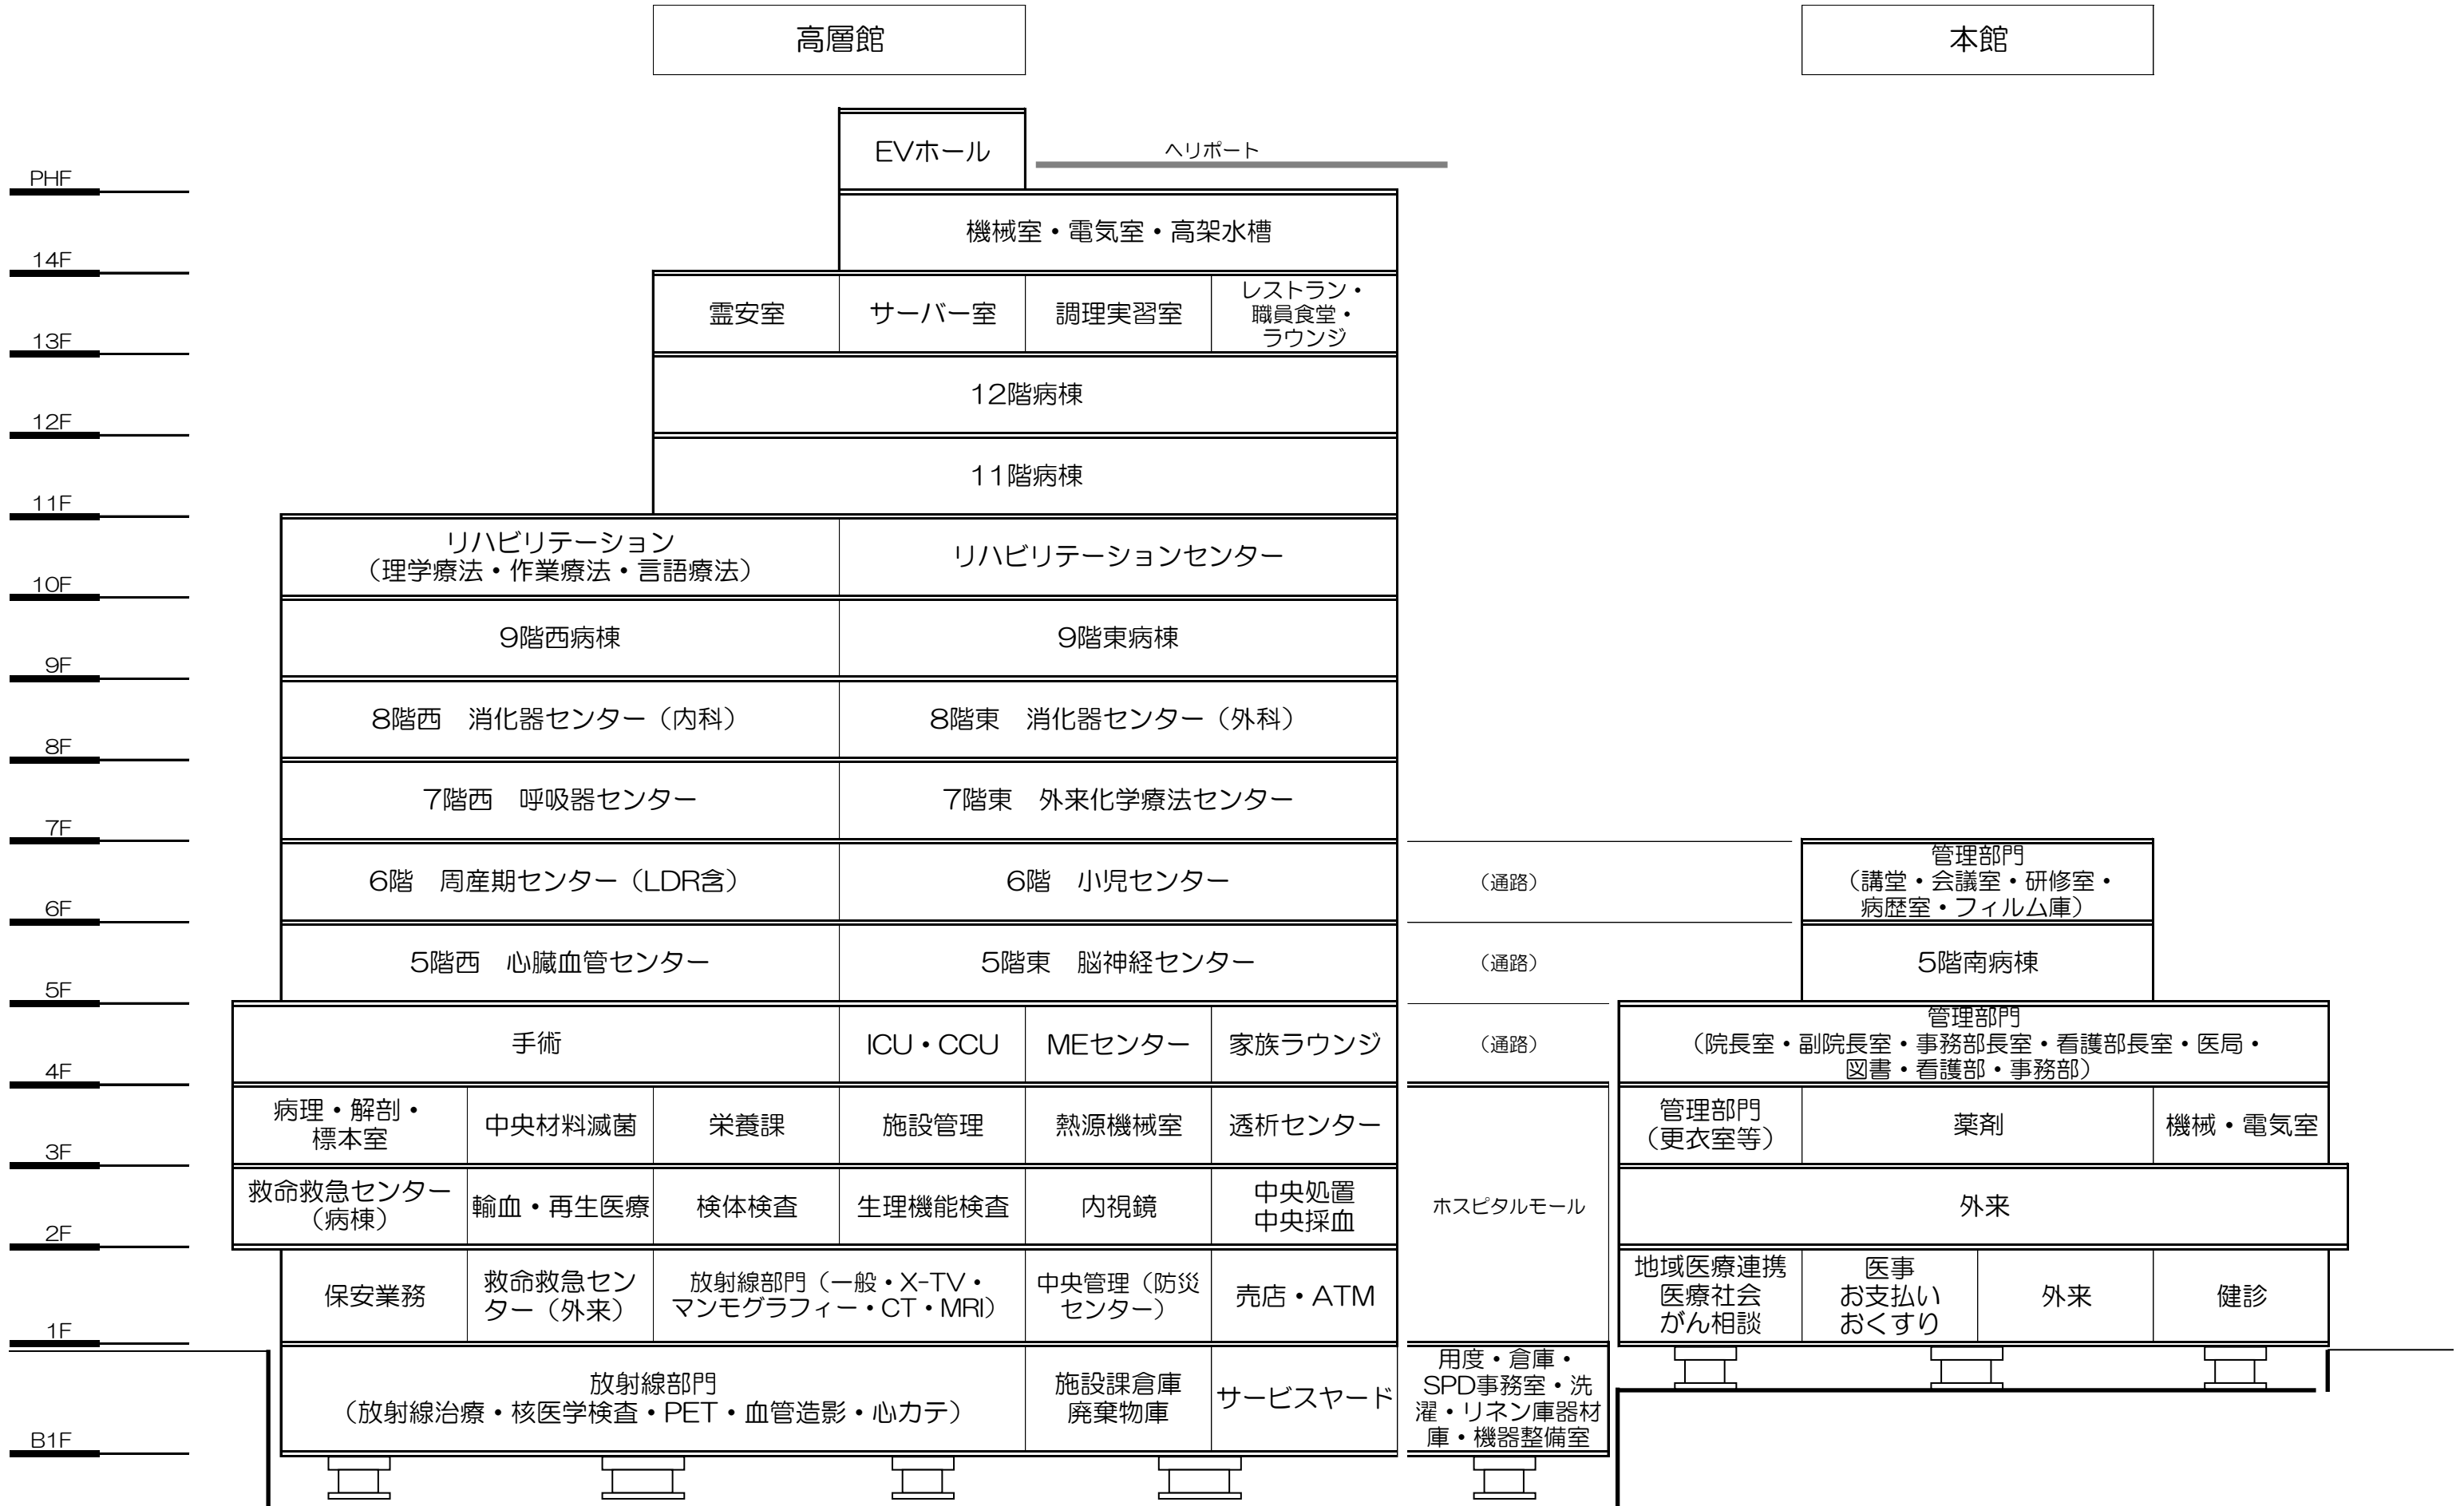 高層館
本館
EVホール
ヘリポート
PHF
機械室・電気室・高架水槽
14F
霊安室
サーバー室
調理実習室
レストラン・
職員食堂・
ラウンジ
13F
12階病棟
12F
11階病棟
11F
リハビリテーション
（理学療法・作業療法・言語療法）
リハビリテーションセンター
10F
9階西病棟
9階東病棟
9F
8階西　消化器センター（内科）
8階東　消化器センター（外科）
8F
7階西　呼吸器センター
7階東　外来化学療法センター
7F
6階　周産期センター（LDR含）
6階　小児センター
（通路）
管理部門
（講堂・会議室・研修室・
病歴室・フィルム庫）
6F
5階西　心臓血管センター
5階東　脳神経センター
（通路）
5階南病棟
5F
手術
ICU・CCU
MEセンター
家族ラウンジ
（通路）
管理部門
（院長室・副院長室・事務部長室・看護部長室・医局・
図書・看護部・事務部）
4F
病理・解剖・
標本室
中央材料滅菌
栄養課
施設管理
熱源機械室
透析センター
管理部門
（更衣室等）
薬剤
機械・電気室
3F
救命救急センター
（病棟）
輸血・再生医療
検体検査
生理機能検査
内視鏡
中央処置
中央採血
ホスピタルモール
外来
2F
保安業務
救命救急セン
ター（外来）
放射線部門（一般・X-TV・
マンモグラフィー・CT・MRI）
中央管理（防災
センター）
売店・ATM
地域医療連携
医療社会
がん相談
医事
お支払い
おくすり
外来
健診
1F
放射線部門
（放射線治療・核医学検査・PET・血管造影・心カテ）
施設課倉庫
廃棄物庫
サービスヤード
用度・倉庫・
SPD事務室・洗
濯・リネン庫器材
庫・機器整備室
B1F